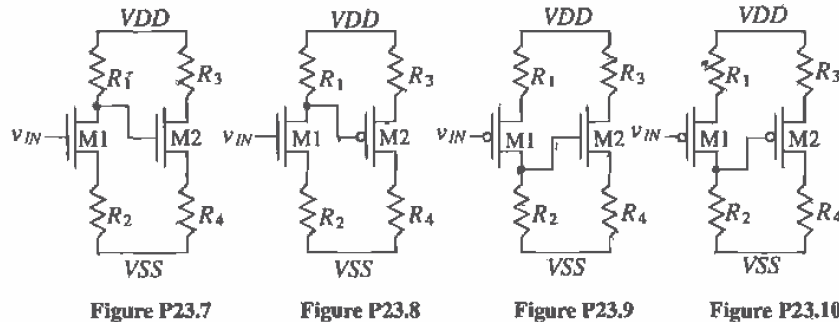 VDD VDD VDD VDD
R1 R3 R1 R3 R1 R3 R1 R3
vIN M1 M2 vIN M1 M2 vIN M1 M2 vIN M1 M2
R2 R4 R2 R4 R2 R4 R2 R4
VSS VSS VSS VSS
Figure P23.7 Figure P23.8 Figure P23.9 Figure P23.10